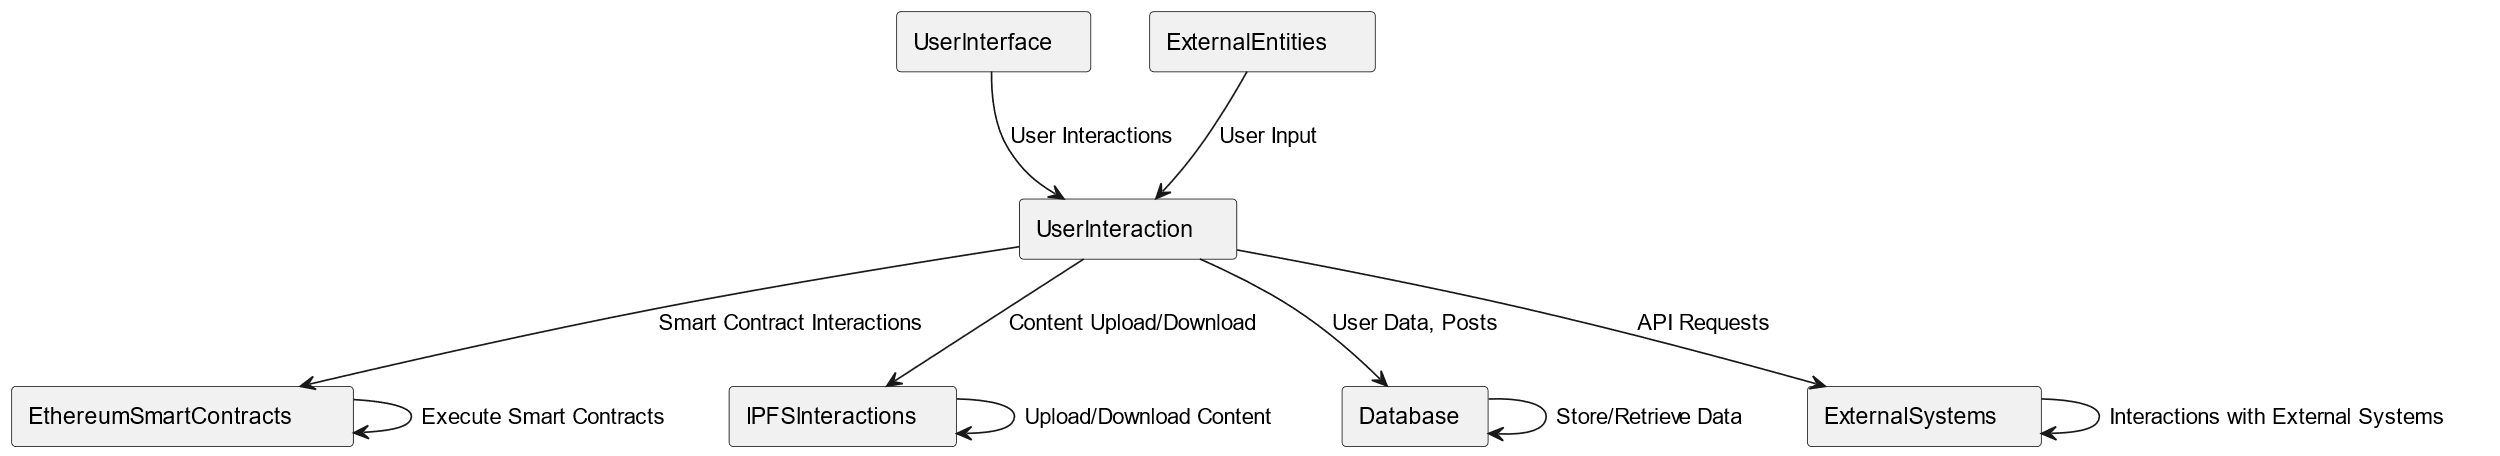 UserInterface
ExternalEntities
User Interactions
User Input
UserInteraction
Smart Contract Interactions
Content Upload/Download
User Data, Posts
API Requests
EthereumSmartContracts
Execute Smart Contracts
IPFSInteractions
Upload/Download Content
Database
Store/Retrieve Data
ExternalSystems
Interactions with External Systems